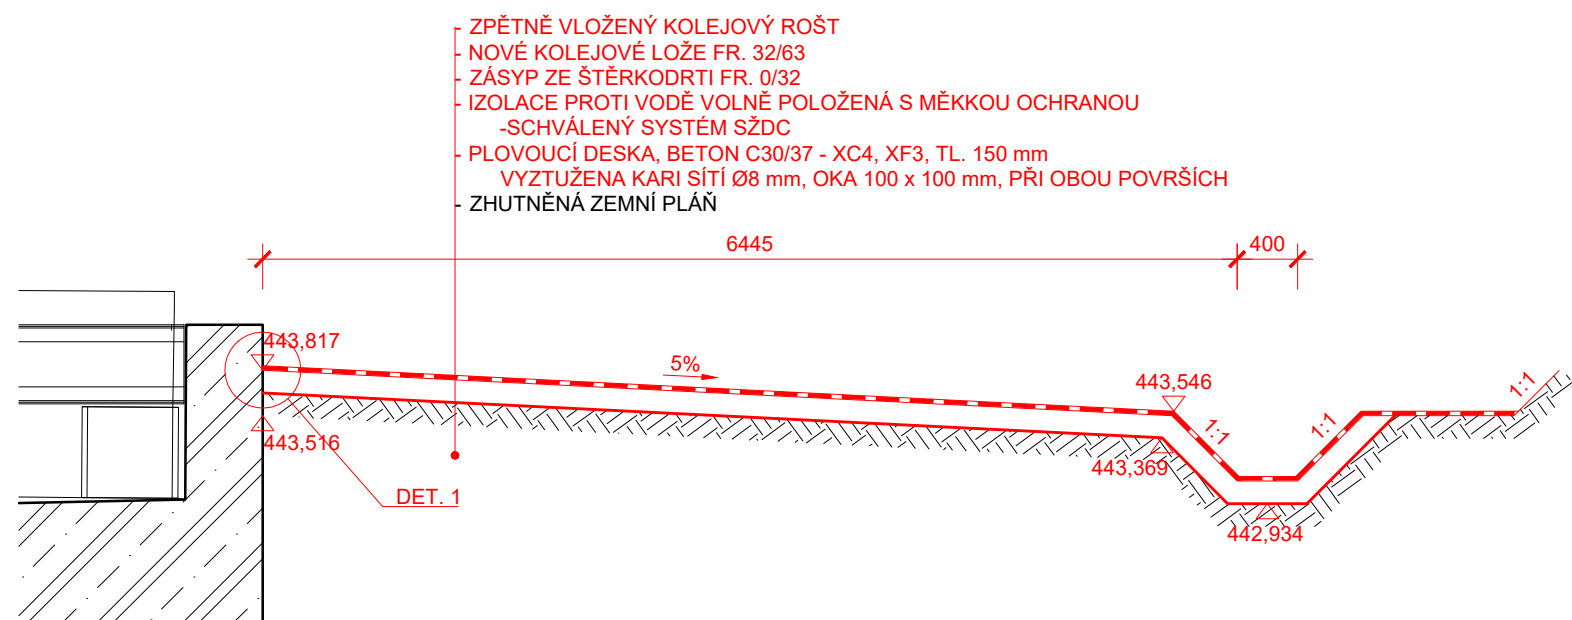 - ZPĚTNĚ VLOŽENÝ KOLEJOVÝ ROŠT
- NOVÉ KOLEJOVÉ LOŽE FR. 32/63
- ZÁSYP ZE ŠTĚRKODRTI FR. 0/32
- IZOLACE PROTI VODĚ VOLNĚ POLOŽENÁ S MĚKKOU OCHRANOU
-SCHVÁLENÝ SYSTÉM SŽDC
- PLOVOUCÍ DESKA, BETON C30/37 - XC4, XF3, TL. 150 mm
VYZTUŽENA KARI SÍTÍ Ø8 mm, OKA 100 x 100 mm, PŘI OBOU POVRŠÍCH
- ZHUTNĚNÁ ZEMNÍ PLÁŇ
6445
400
443,817
5%
443,546
1:1
1:1
1:1
443,516
443,369
DET. 1
442,934